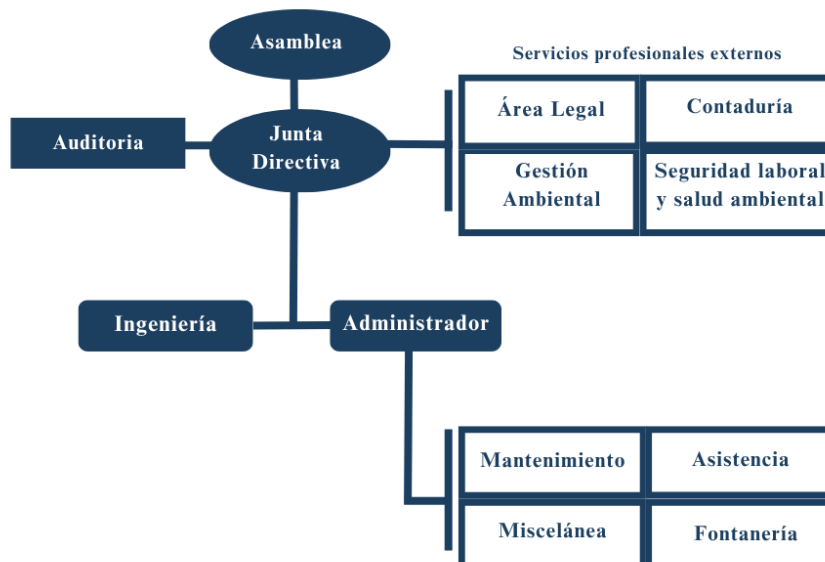 Asamblea
Servicios profesionales externos
Área Legal
Contaduría
Auditoria
Junta
Directiva
Gestión
Ambiental
Seguridad laboral
y salud ambiental
Ingeniería
Administrador
Mantenimiento
Asistencia
Miscelánea
Fontanería